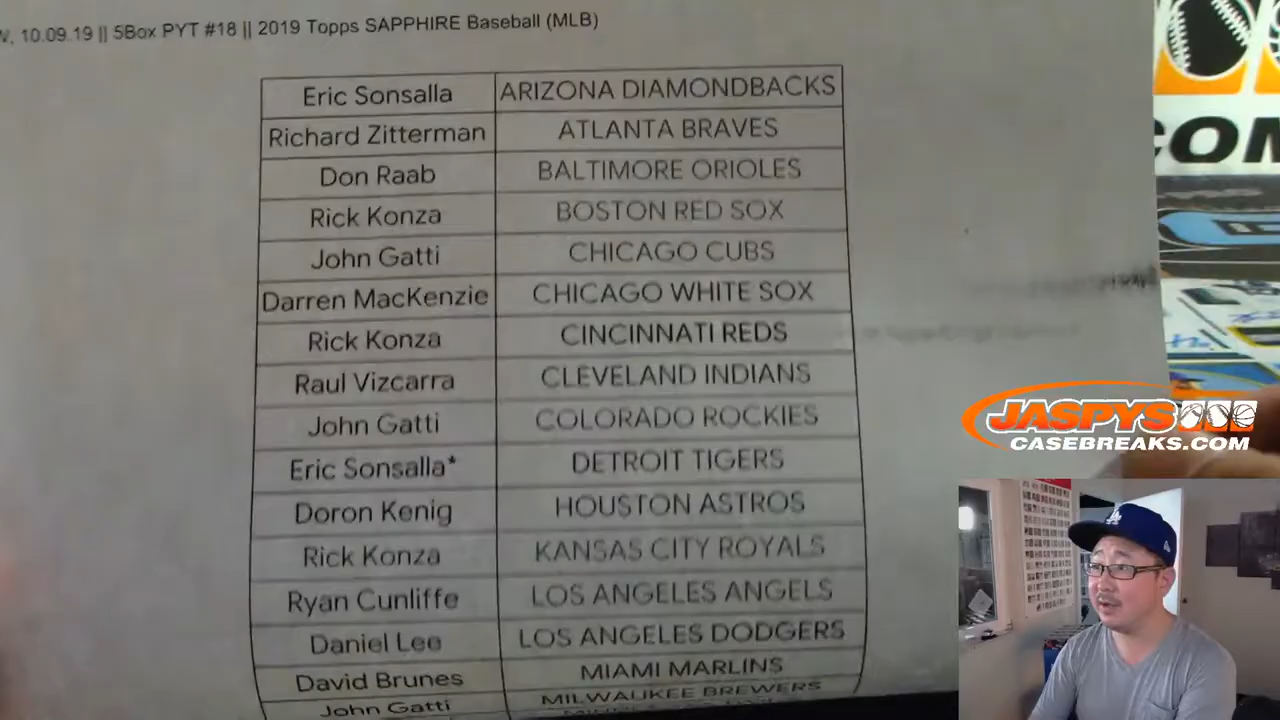 10.09.19 || 5Box PYT #18 || 2019 Topps SAPPHIRE Baseball (MLB)
Eric Sonsalla ARIZONA DIAMONDBACKS
Richard Zitterman ATLANTA BRAVES
Don Raab BALTIMORE ORIOLES
Rick Konza BOSTON RED SOX
John Gatti CHICAGO CUBS
Darren MacKenzie CHICAGO WHITE SOX
Rick Konza CINCINNATI REDS
Raul Vizcarra CLEVELAND INDIANS
John Gatti COLORADO ROCKIES
Eric Sonsalla* DETROIT TIGERS
Doron Kenig HOUSTON ASTROS
Rick Konza KANSAS CITY ROYALS
Ryan Cunliffe LOS ANGELES ANGELS
Daniel Lee LOS ANGELES DODGERS
David Brunes MIAMI MARLINS
John Gatti MILWAUKEE BREWERS
JASPYS
CASEBREAKS.COM
LA